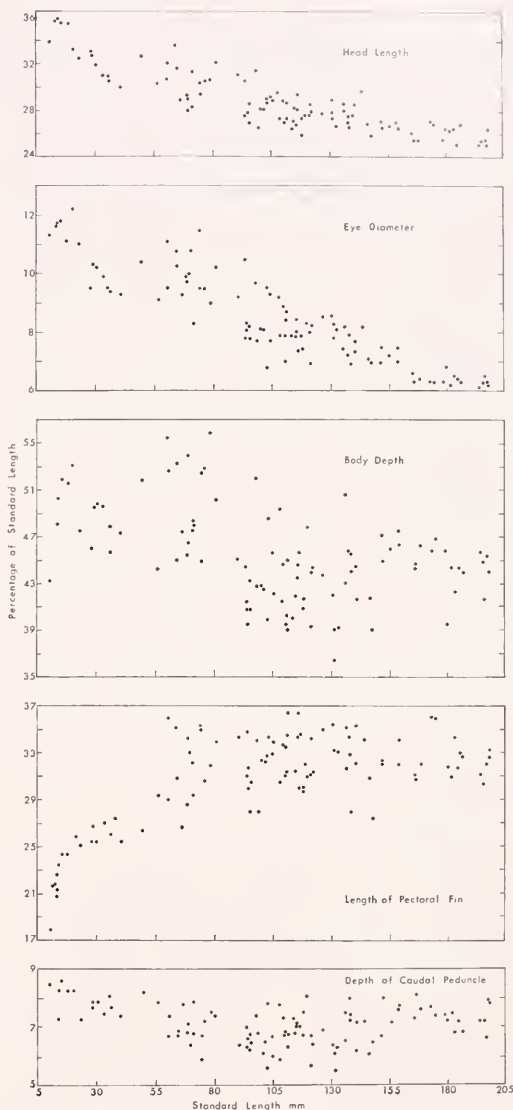 36
32
28
24
Head Length
12
10
8
6
Eye Diameter
55
51
47
43
39
35
Body Depth
Percentage of Standard Length
37
33
29
25
21
17
Length of Pectoral Fin
9
7
5
Depth of Caudal Peduncle
5 30 55 80 105 130 155 180 205
Standard Length mm